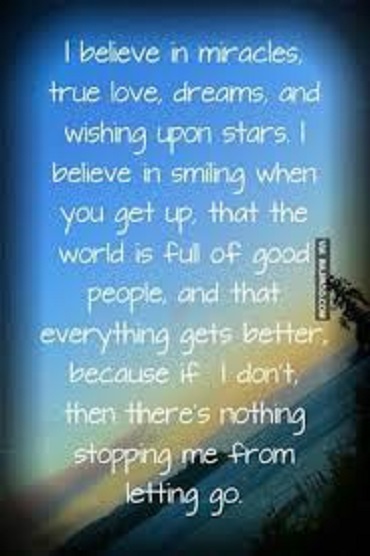 I believe in miracles,
true love, dreams, and
wishing upon stars. I
believe in smiling when
you get up, that the
world is full of good
people, and that
everything gets better,
because if I don't,
then there's nothing
stopping me from
letting go.